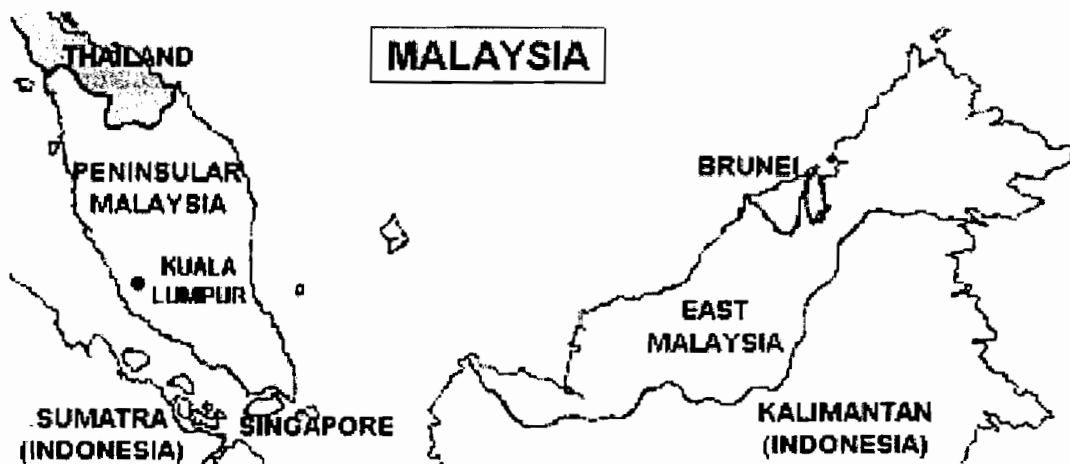 THAILAND
MALAYSIA
PENINSULAR
MALAYSIA
BRUNEI
KUALA
LUMPUR
EAST
MALAYSIA
SUMATRA
(INDONESIA)
SINGAPORE
KALIMANTAN
(INDONESIA)